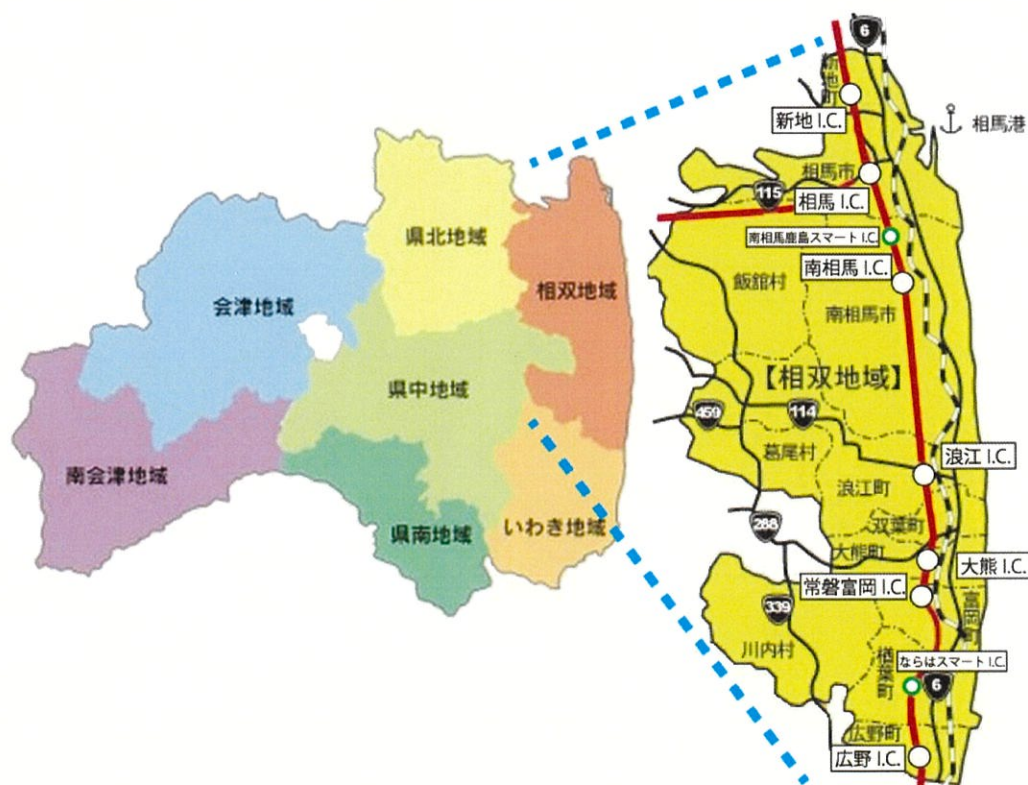 県北地域
相双地域
会津地域
県中地域
南会津地域
県南地域
いわき地域
6
新地町
新地 I.C.
相馬港
相馬市
115
相馬 I.C.
南相馬鹿島スマート I.C.
飯舘村
南相馬 I.C.
南相馬市
【相双地域】
459
114
葛尾村
浪江 I.C.
浪江町
双葉町
288
大熊町
大熊 I.C.
常磐富岡 I.C.
富岡町
339
川内村
楢葉町
ならはスマート I.C.
6
広野町
広野 I.C.